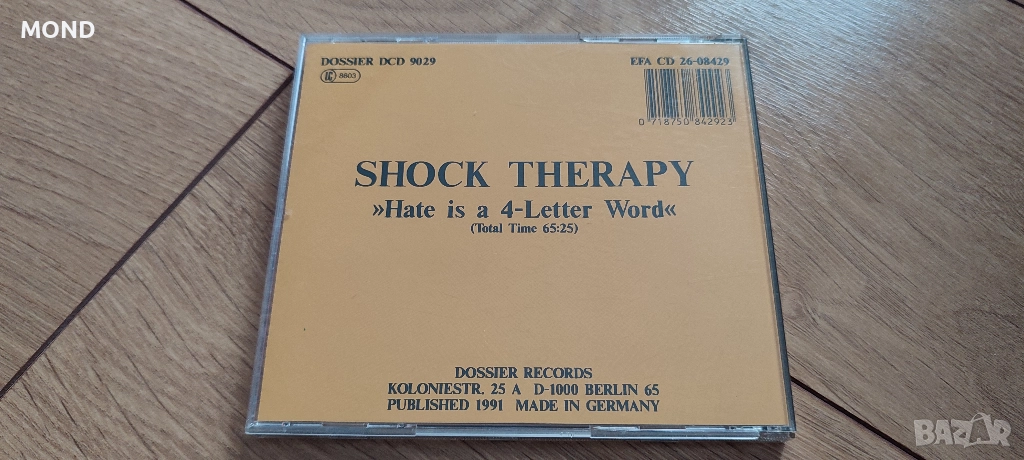 MOND
DOSSIER DCD 9029
EFA CD 26-08429
LC 8803
0 718750 842923
SHOCK THERAPY
»Hate is a 4-Letter Word«
(Total Time 65:25)
DOSSIER RECORDS
KOLONIESTR. 25 A D-1000 BERLIN 65
PUBLISHED 1991 MADE IN GERMANY
BAZAR